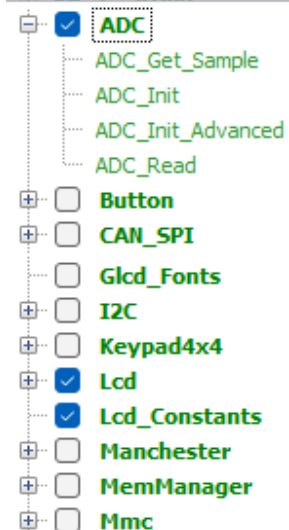 ADC
ADC_Get_Sample
ADC_Init
ADC_Init_Advanced
ADC_Read
Button
CAN_SPI
Glcd_Fonts
I2C
Keypad4x4
Lcd
Lcd_Constants
Manchester
MemManager
Mmc